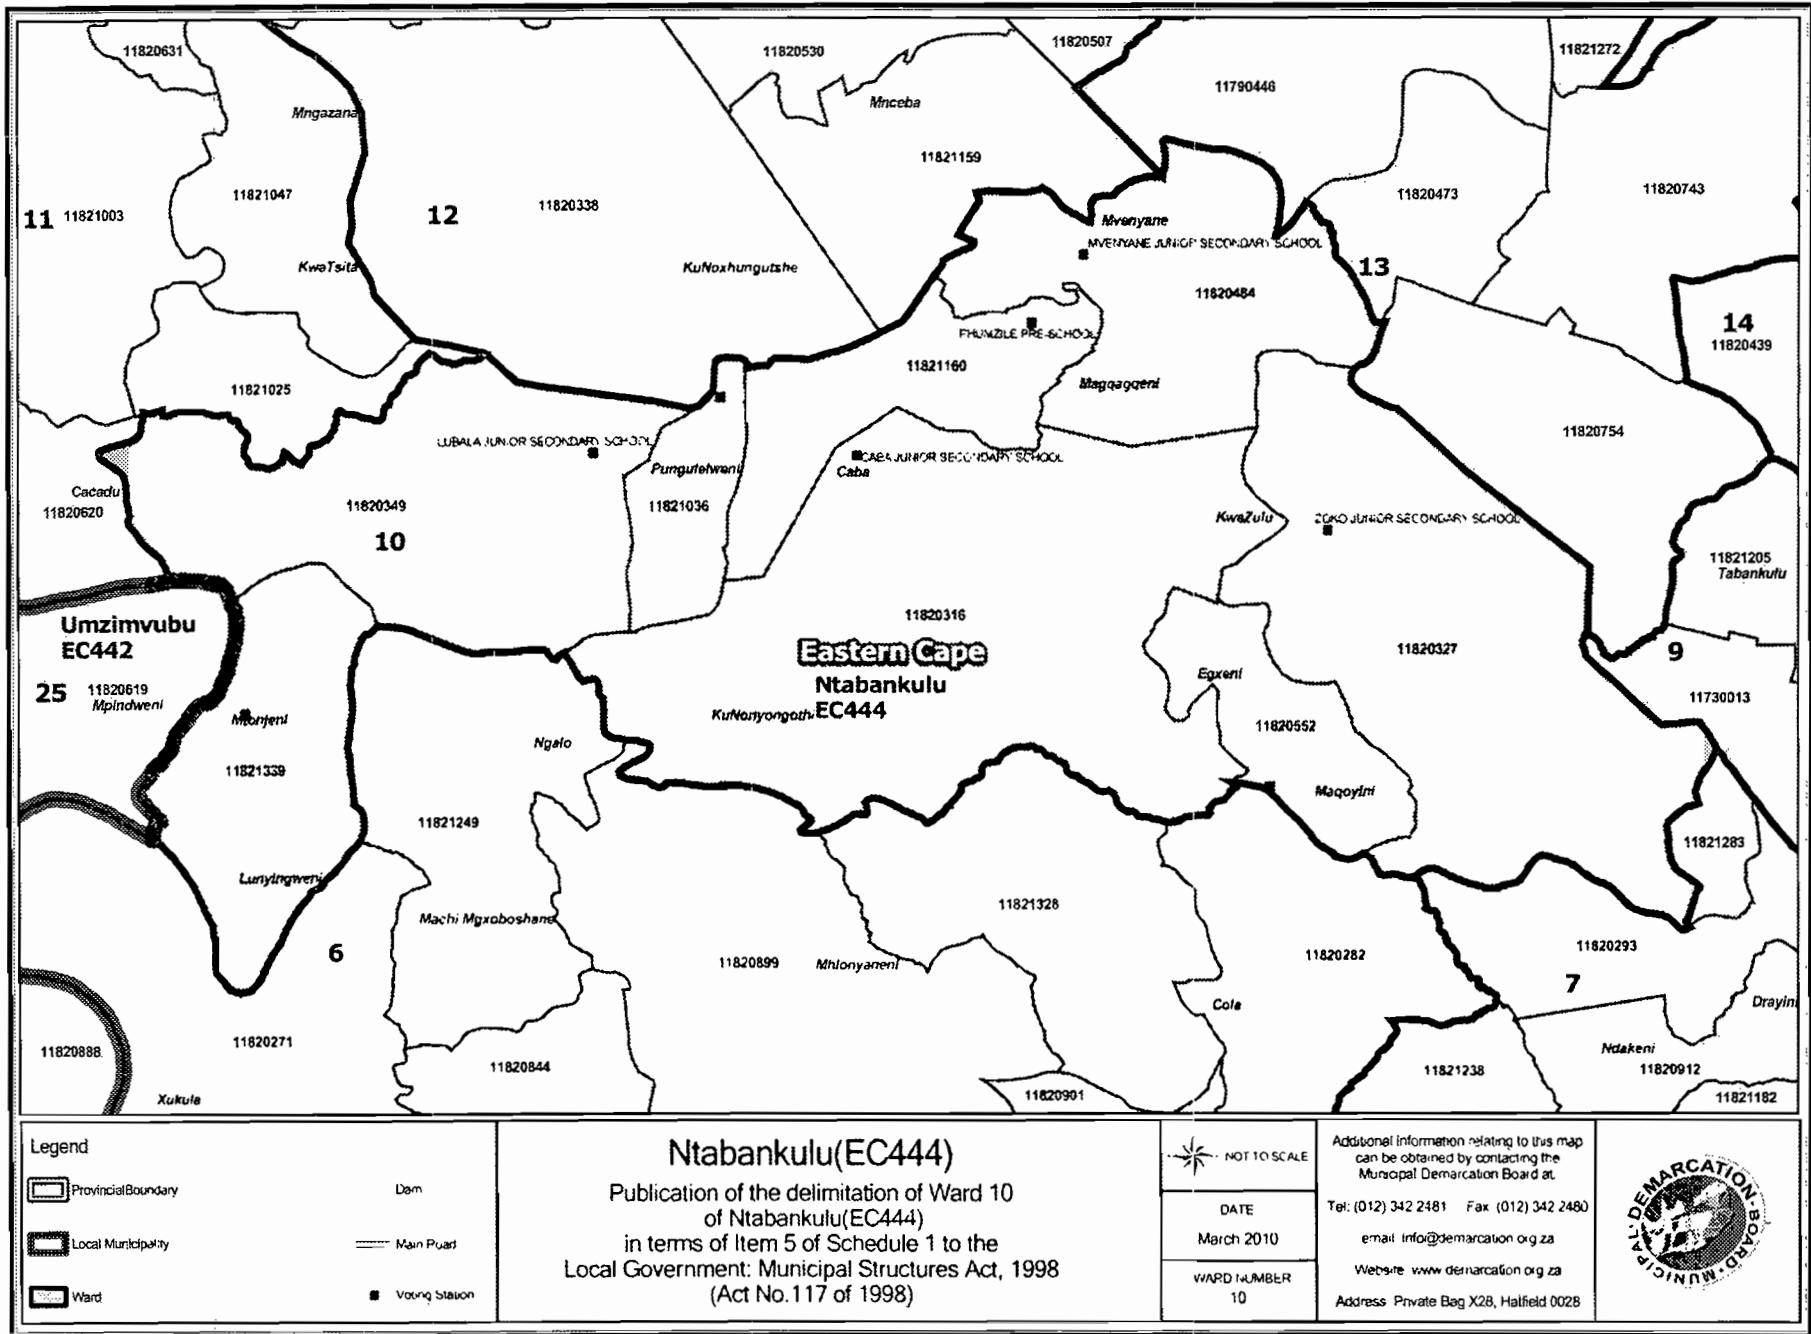 11820631
11820530
11820507
11821272
11790446
Mngazana
Mnceba
11821159
11821047
11820473
11820743
11
11821003
12
11820338
Mvenyane
MVENYANE JUNIOR SECONDARY SCHOOL
KwaTsita
KuNoxhungutshe
13
11820484
14
11820439
PRE-SCHOOL
11821160
Magqagqeni
11821025
11820754
LUBALA JUNIOR SECONDARY SCHOOL
Pungutelweni
CABA JUNIOR SECONDARY SCHOOL
Caba
Cacadu
11820620
11820349
11821036
KwaZulu
ZOKO JUNIOR SECONDARY SCHOOL
10
11821205
Tabankulu
Umzimvubu
EC442
11820316
Eastern Cape
11820327
9
25
11820619
Mpindweni
Ntabankulu
EC444
Egxeni
11730013
Mtonjeni
KuNonyongoth
Ngalo
11820552
11821339
Maqoyini
11821249
11821283
Lunyingweni
Machi Mgxoboshane
11821328
6
11820899
Mhlonyaneni
11820282
11820293
7
Cola
Drayini
11820888
11820271
11820844
Ndakeni
11820912
Xukula
11820901
11821238
11821182
Legend
Provincial Boundary
Dam
Local Municipality
Main Road
Ward
Voting Station
Ntabankulu(EC444)
Publication of the delimitation of Ward 10
of Ntabankulu(EC444)
in terms of Item 5 of Schedule 1 to the
Local Government: Municipal Structures Act, 1998
(Act No.117 of 1998)
NOT TO SCALE
DATE
March 2010
WARD NUMBER
10
Additional information relating to this map
can be obtained by contacting the
Municipal Demarcation Board at.
Tel: (012) 342 2481 Fax (012) 342 2480
email info@demarcation org za
Website www demarcation org za
Address Private Bag X28, Hatfield 0028
MUNICIPAL DEMARCATION BOARD